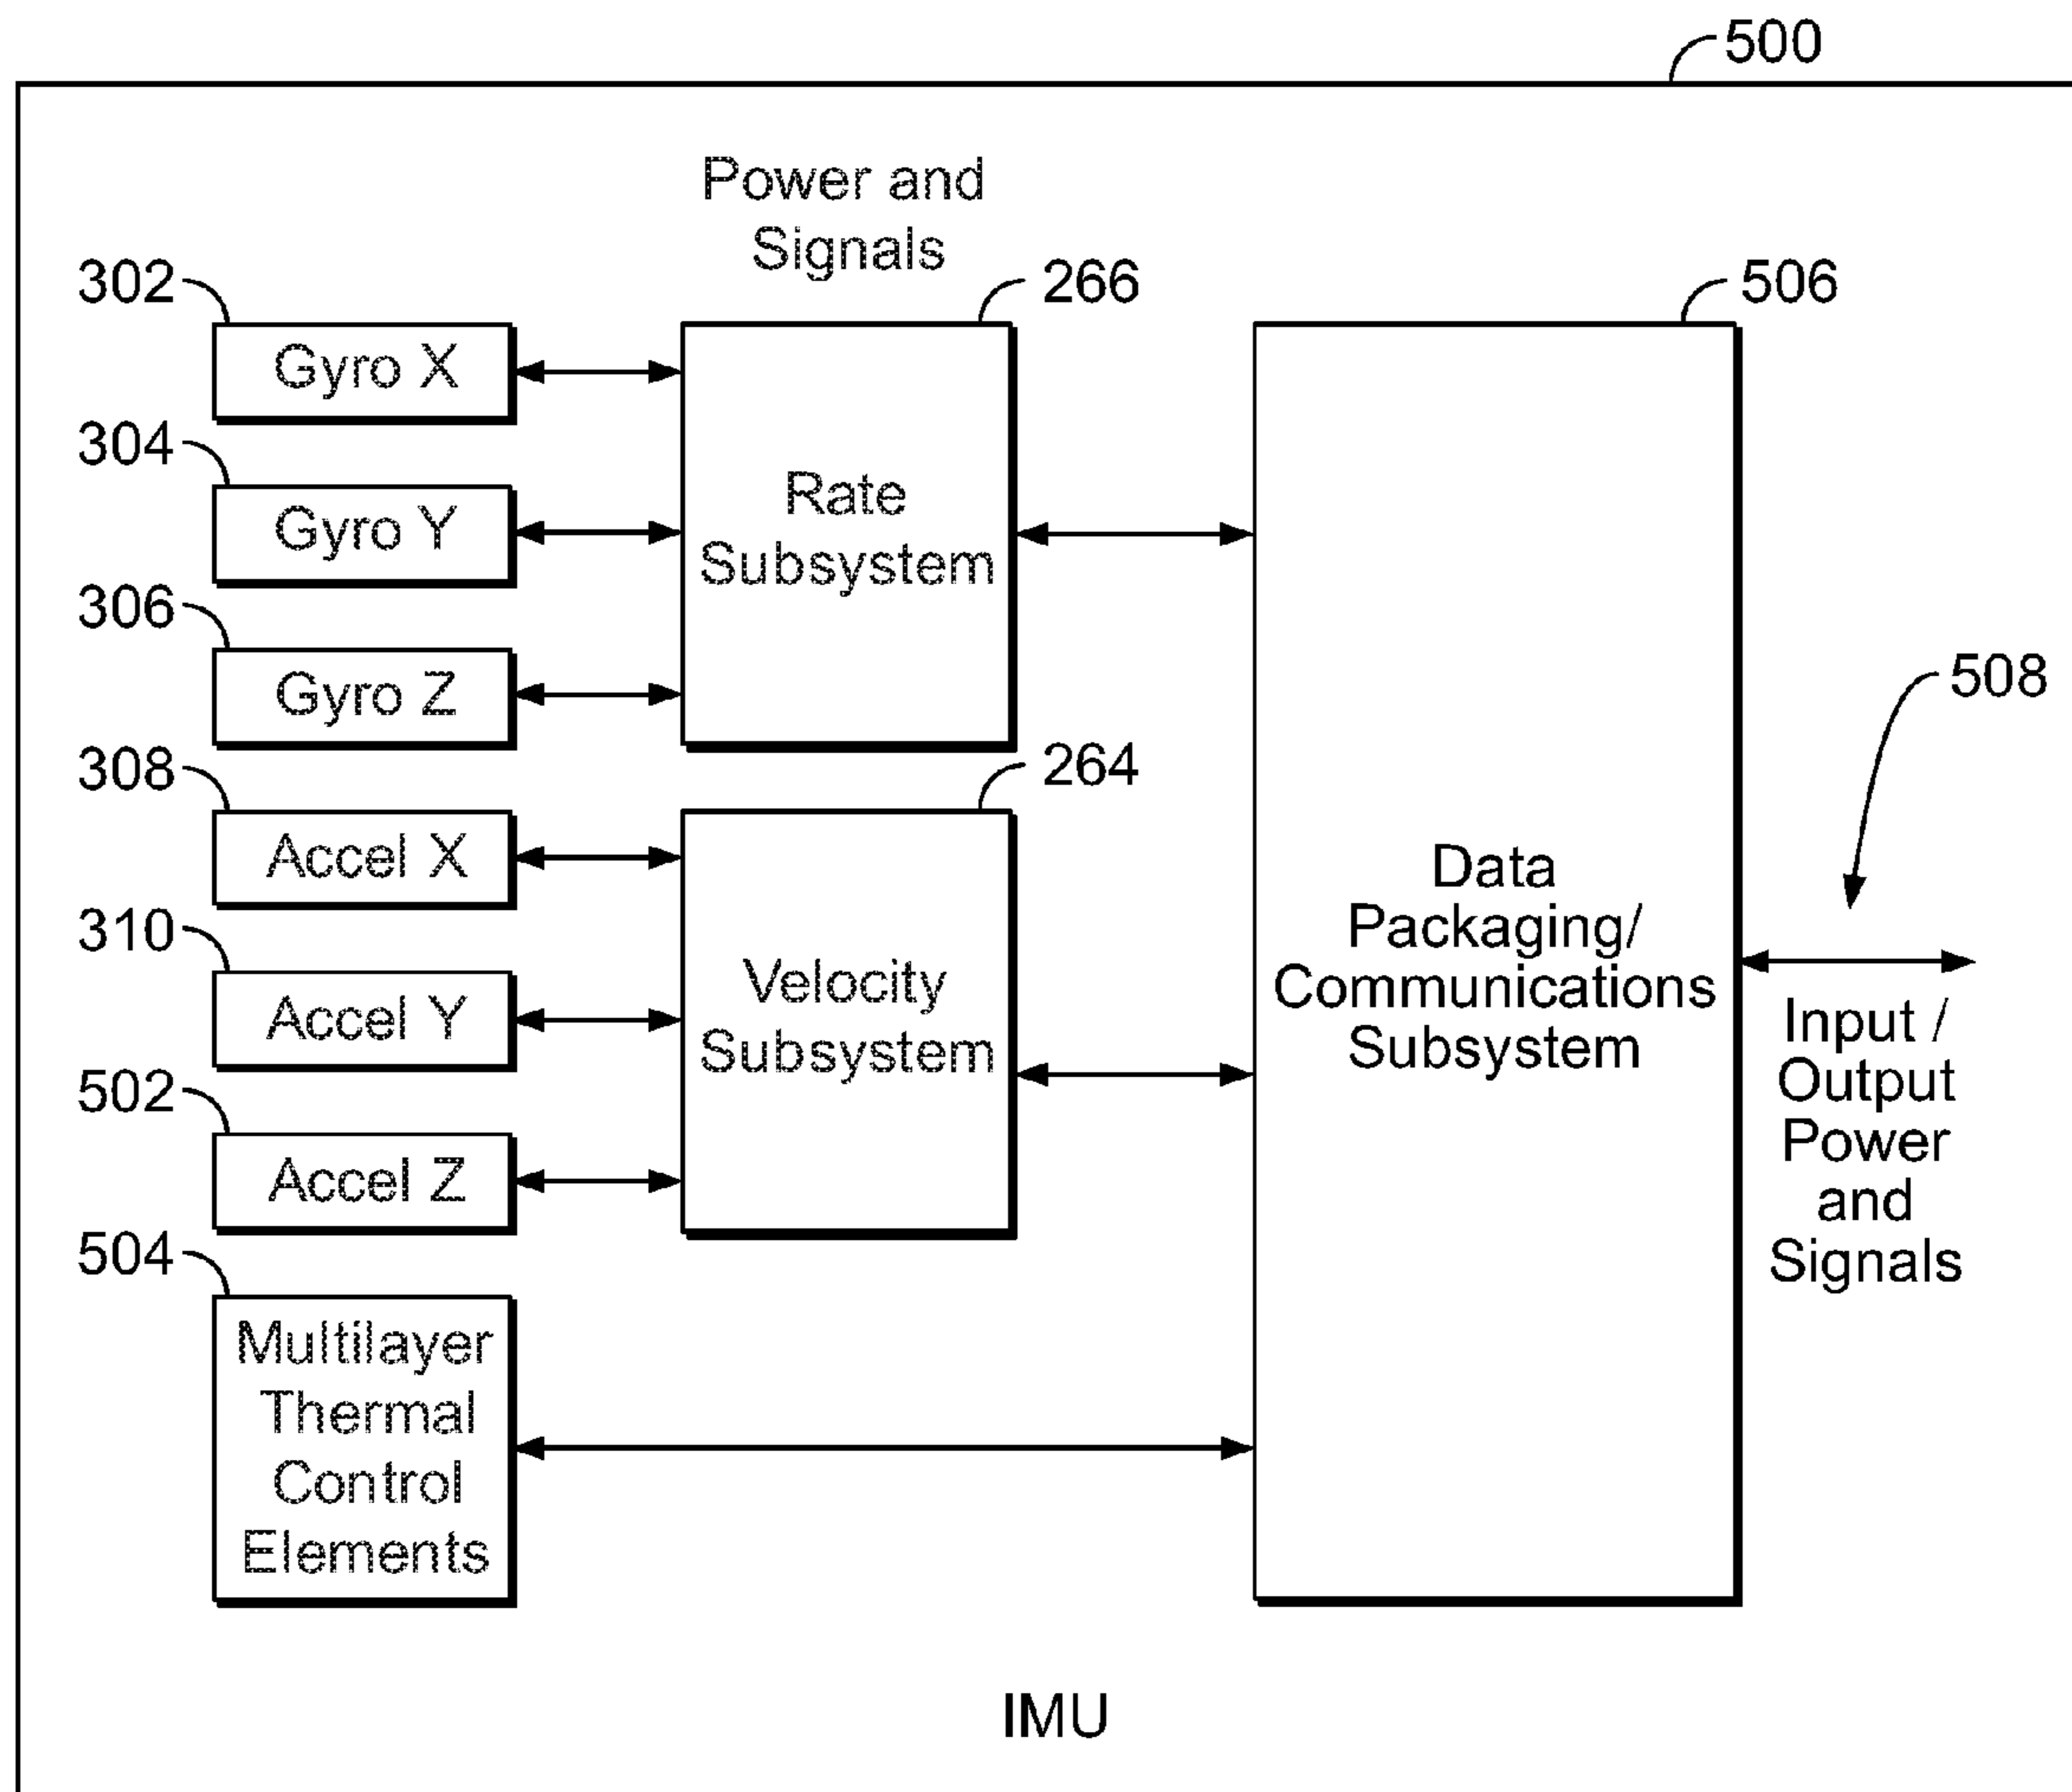 500
Power and
Signals
302
266
506
Gyro X
304
Gyro Y
Rate
Subsystem
306
Gyro Z
508
308
264
Accel X
310
Accel Y
Velocity
Subsystem
Data
Packaging/
Communications
Subsystem
Input /
Output
Power
and
Signals
502
Accel Z
504
Multilayer
Thermal
Control
Elements
IMU